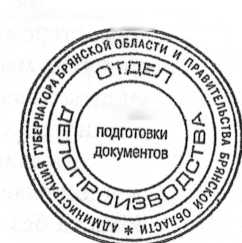 АДМИНИСТРАЦИЯ ГУБЕРНАТОРА БРЯНСКОЙ ОБЛАСТИ И ПРАВИТЕЛЬСТВА БРЯНСКОЙ ОБЛАСТИ *
ОТДЕЛ
ДЕЛОПРОИЗВОДСТВА
ПОДГОТОВКИ
ДОКУМЕНТОВ